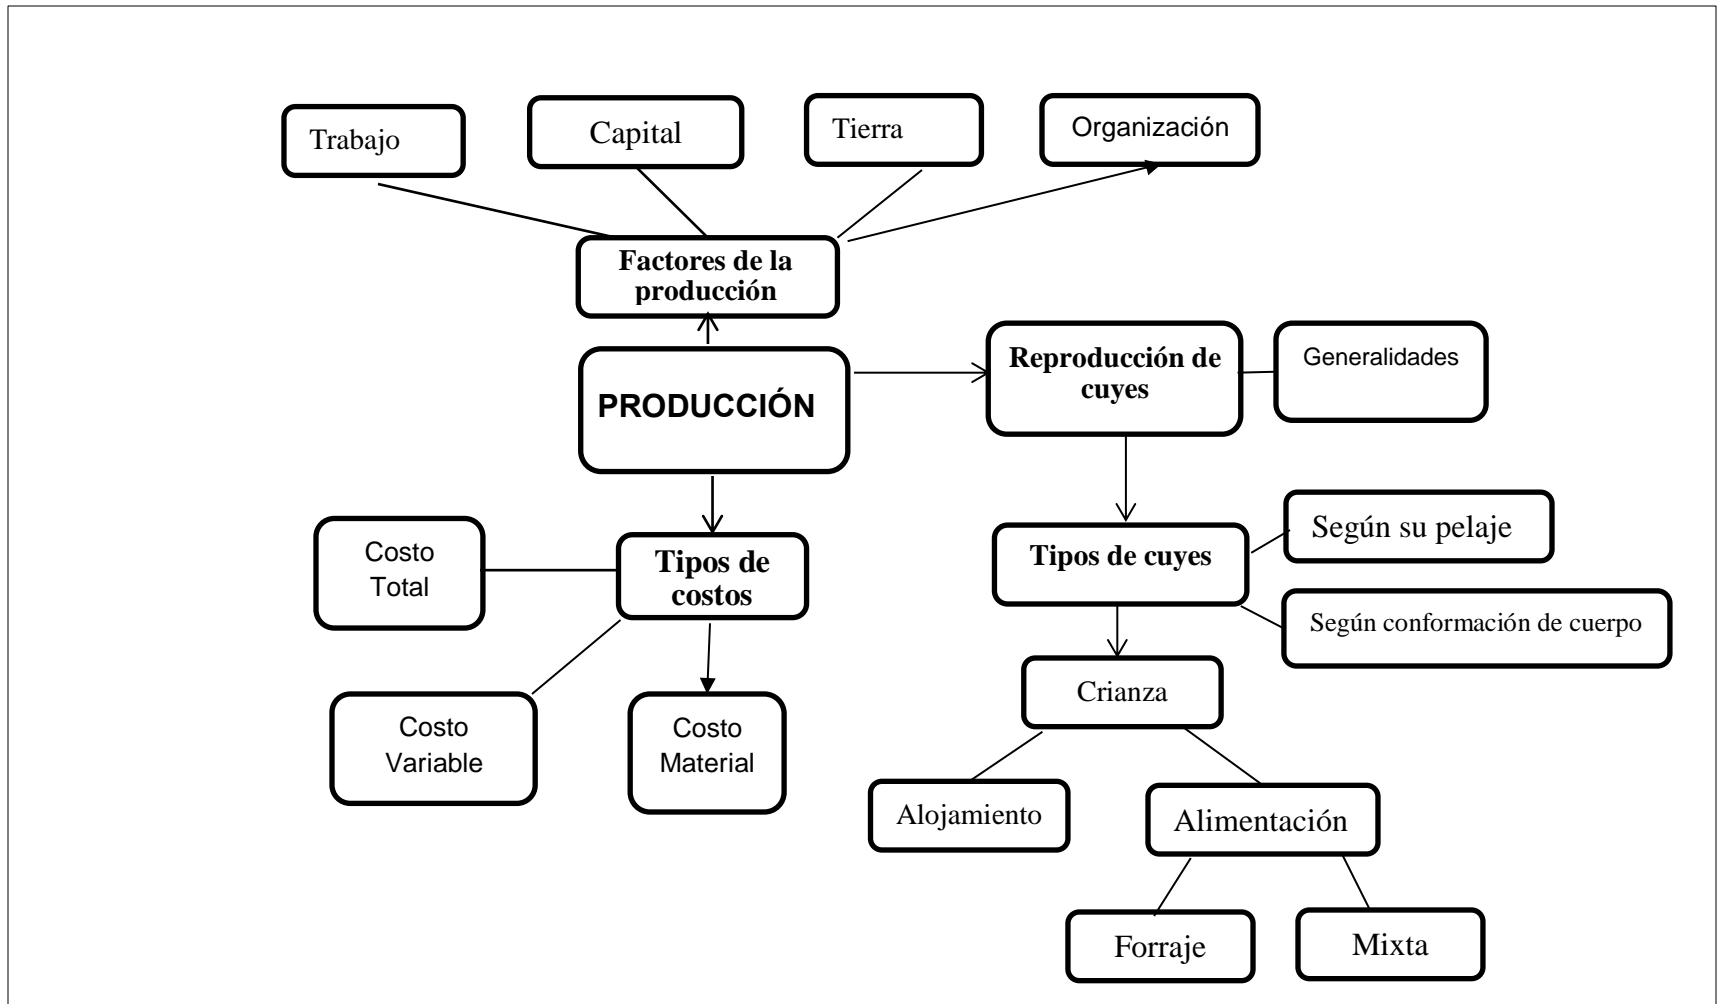 Trabajo
Capital
Tierra
Organización
Factores de la
producción
Reproducción de
cuyes
Generalidades
PRODUCCIÓN
Según su pelaje
Costo
Total
Tipos de
costos
Tipos de cuyes
Según conformación de cuerpo
Crianza
Costo
Variable
Costo
Material
Alojamiento
Alimentación
Forraje
Mixta